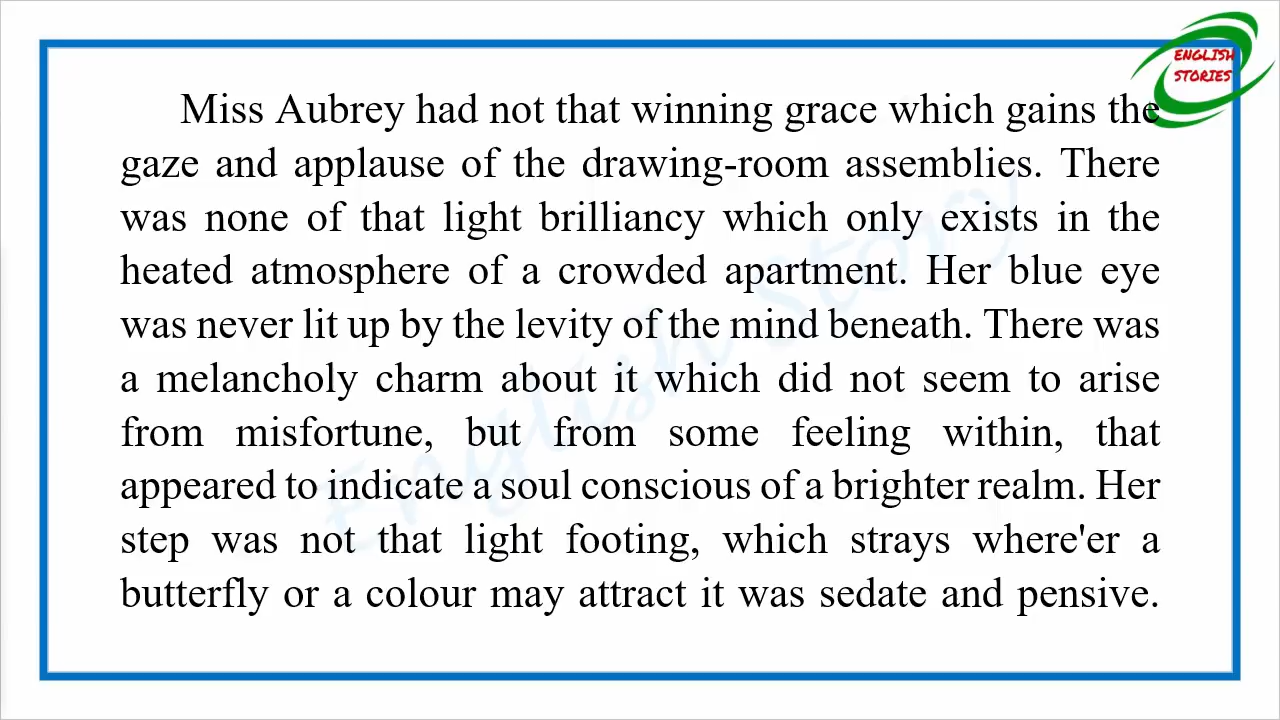 ENGLISH
STORIES
Miss Aubrey had not that winning grace which gains the
gaze and applause of the drawing-room assemblies. There
was none of that light brilliancy which only exists in the
heated atmosphere of a crowded apartment. Her blue eye
was never lit up by the levity of the mind beneath. There was
a melancholy charm about it which did not seem to arise
from misfortune, but from some feeling within, that
appeared to indicate a soul conscious of a brighter realm. Her
step was not that light footing, which strays where'er a
butterfly or a colour may attract it was sedate and pensive.
English Story